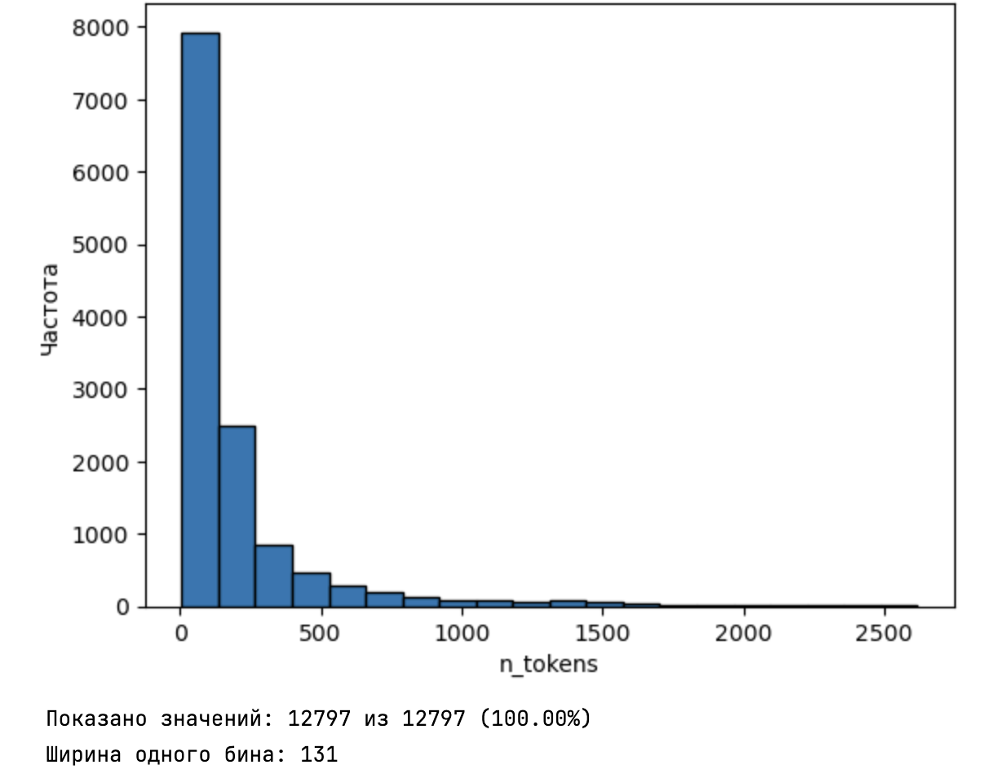 8000
7000
6000
5000
4000
3000
2000
1000
0
Частота
0 500 1000 1500 2000 2500
n_tokens
Показано значений: 12797 из 12797 (100.00%)
Ширина одного бина: 131